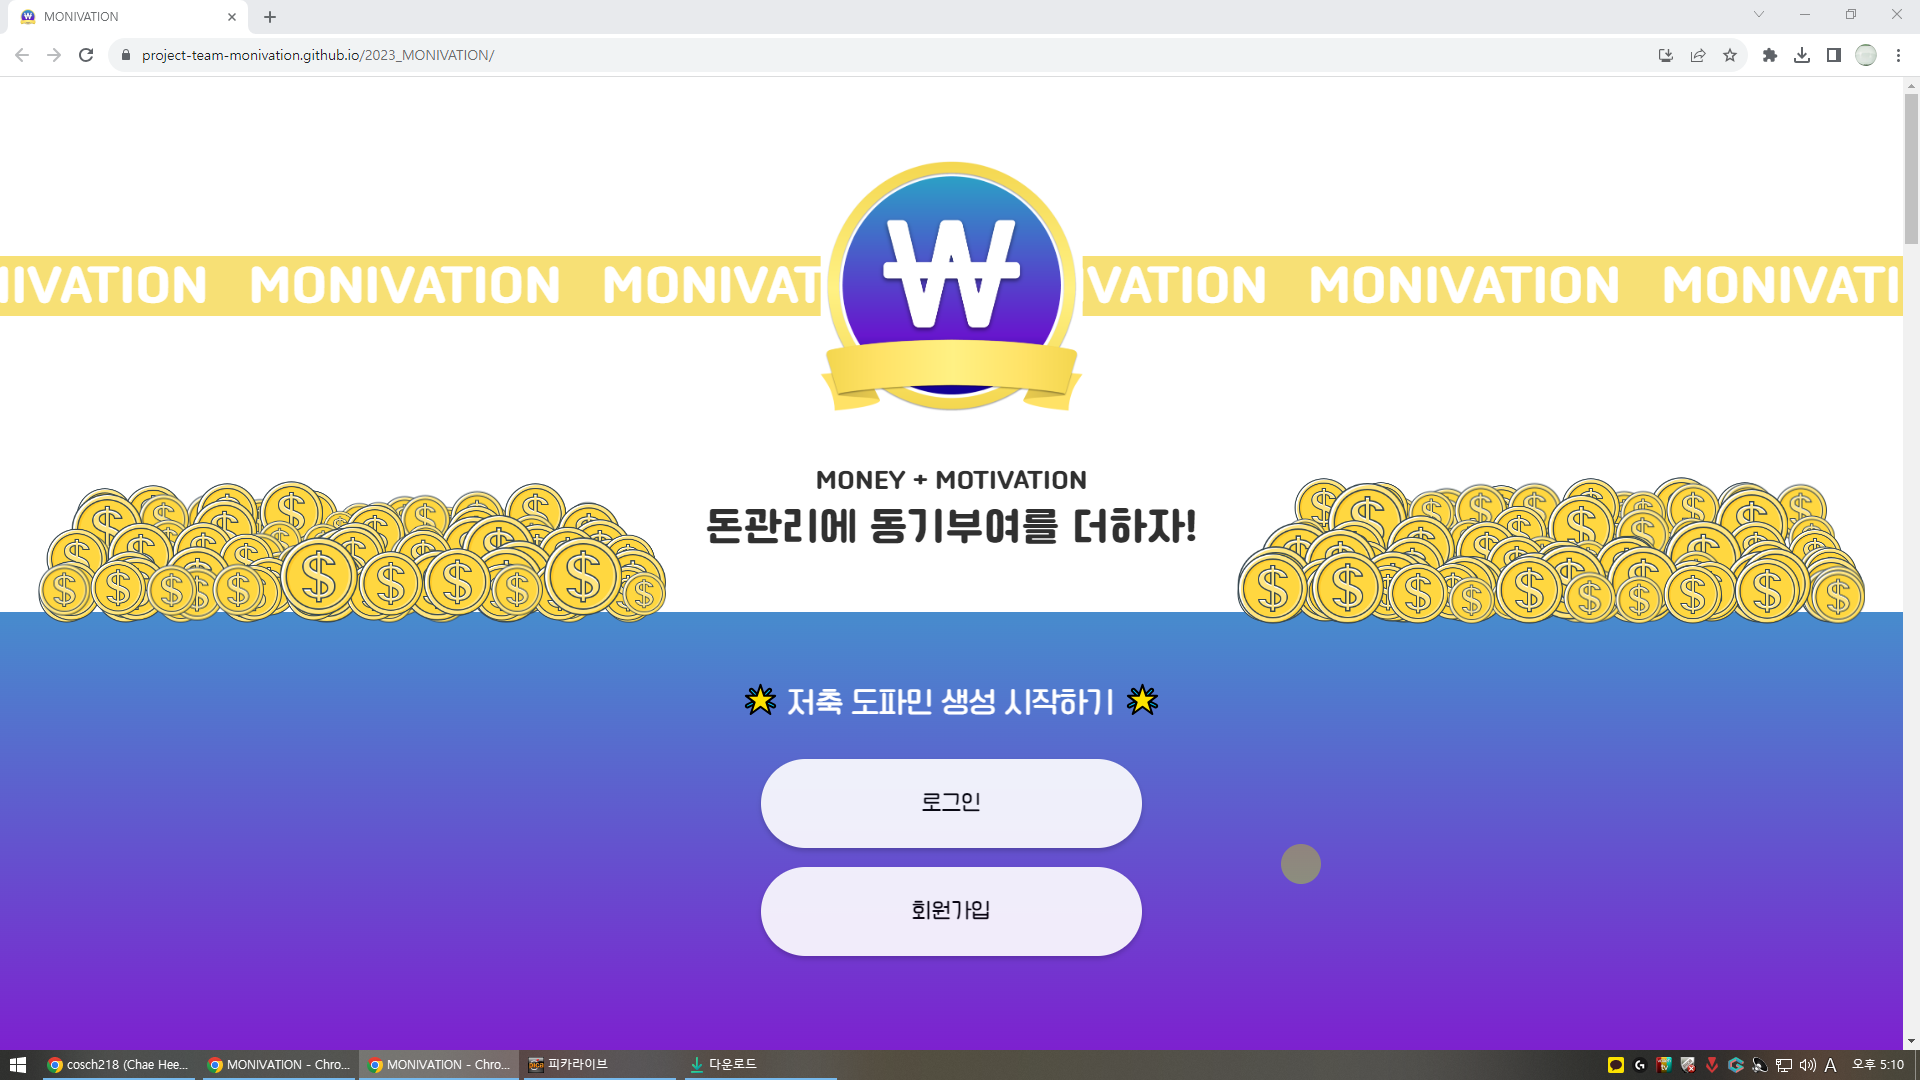 MONIVATION
project-team-monivation.github.io/2023_MONIVATION/
NIVATION MONIVATION MONIVAT VATION MONIVATION MONIVATI
₩
MONEY + MOTIVATION
돈관리에 동기부여를 더하자!
저축 도파민 생성 시작하기
로그인
회원가입
cosch218 (Chae Hee...
MONIVATION - Chro...
MONIVATION - Chro...
피카라이브
다운로드
A
오후 5:10